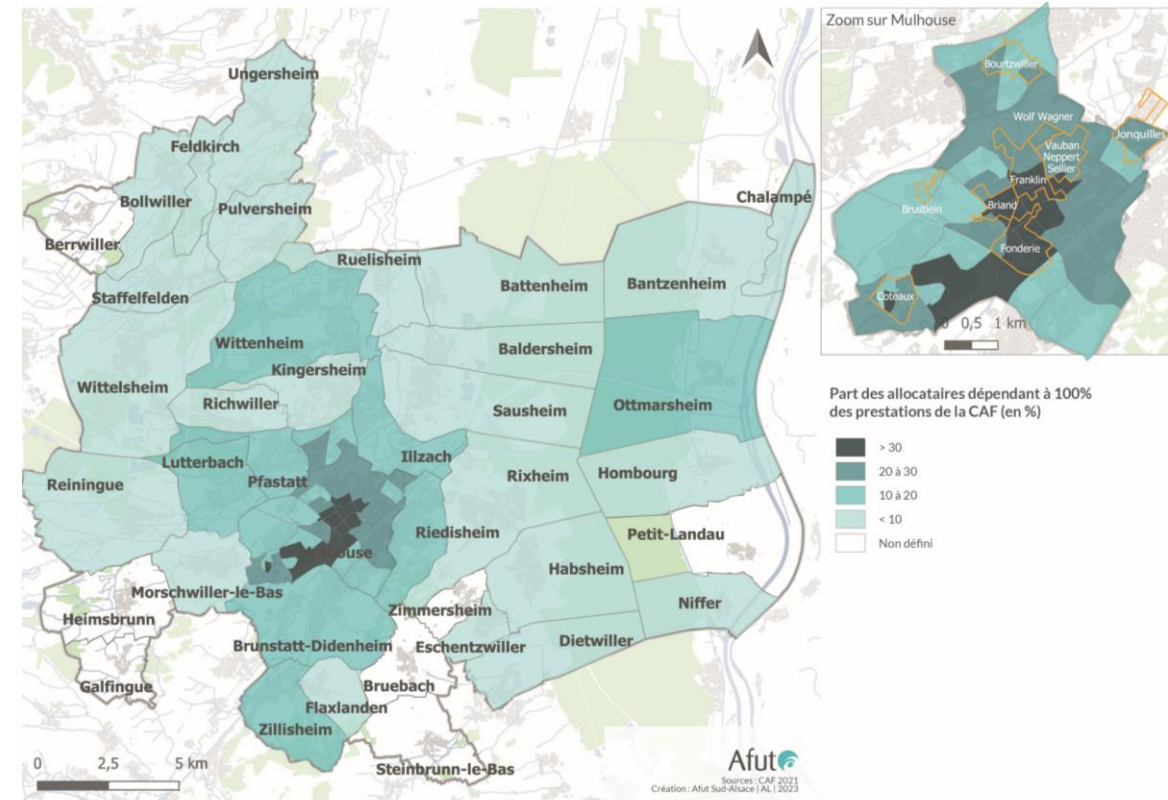 Ungersheim
Feldkirch
Bollwiller
Pulversheim
Berrwiller
Staffelfelden
Ruelisheim
Chalampé
Battenheim
Bantzenheim
Wittenheim
Baldersheim
Kingersheim
Wittelsheim
Richwiller
Sausheim
Ottmarsheim
Lutterbach
Illzach
Pfastatt
Rixheim
Hombourg
Reiningue
Riedisheim
Petit-Landau
Mulhouse
Habsheim
Morschwiller-le-Bas
Zimmersheim
Niffer
Heimsbrunn
Brunstatt-Didenheim
Eschentzwiller
Dietwiller
Galfingue
Bruebach
Flaxlanden
Zillisheim
Steinbrunn-le-Bas
0 2,5 5 km
Afut
Sources : CAF 2021
Création : Afut Sud-Alsace | AL | 2023
Zoom sur Mulhouse
Bourtzwiller
Wolf Wagner
Jonquilles
Vauban
Neppert
Sellier
Franklin
Brustlein
Briand
Fonderie
Coteaux
0 0,5 1 km
Part des allocataires dépendant à 100%
des prestations de la CAF (en %)
> 30
20 à 30
10 à 20
< 10
Non défini